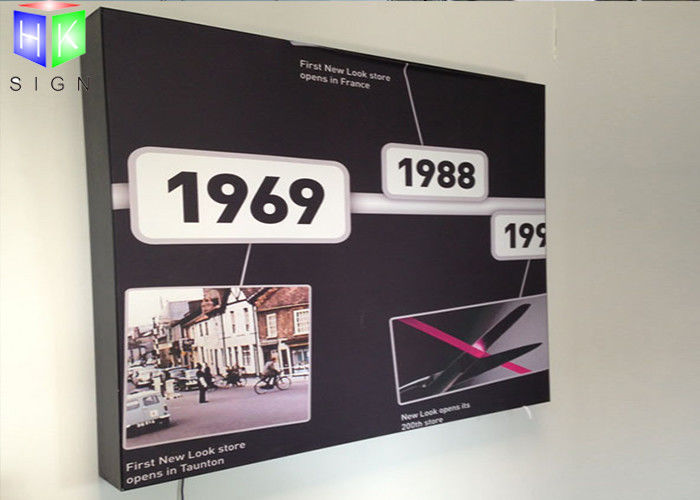 HK
SIGN
First New Look store
opens in France
1969
1988
199
First New Look store
opens in Taunton
New Look opens its
200th store